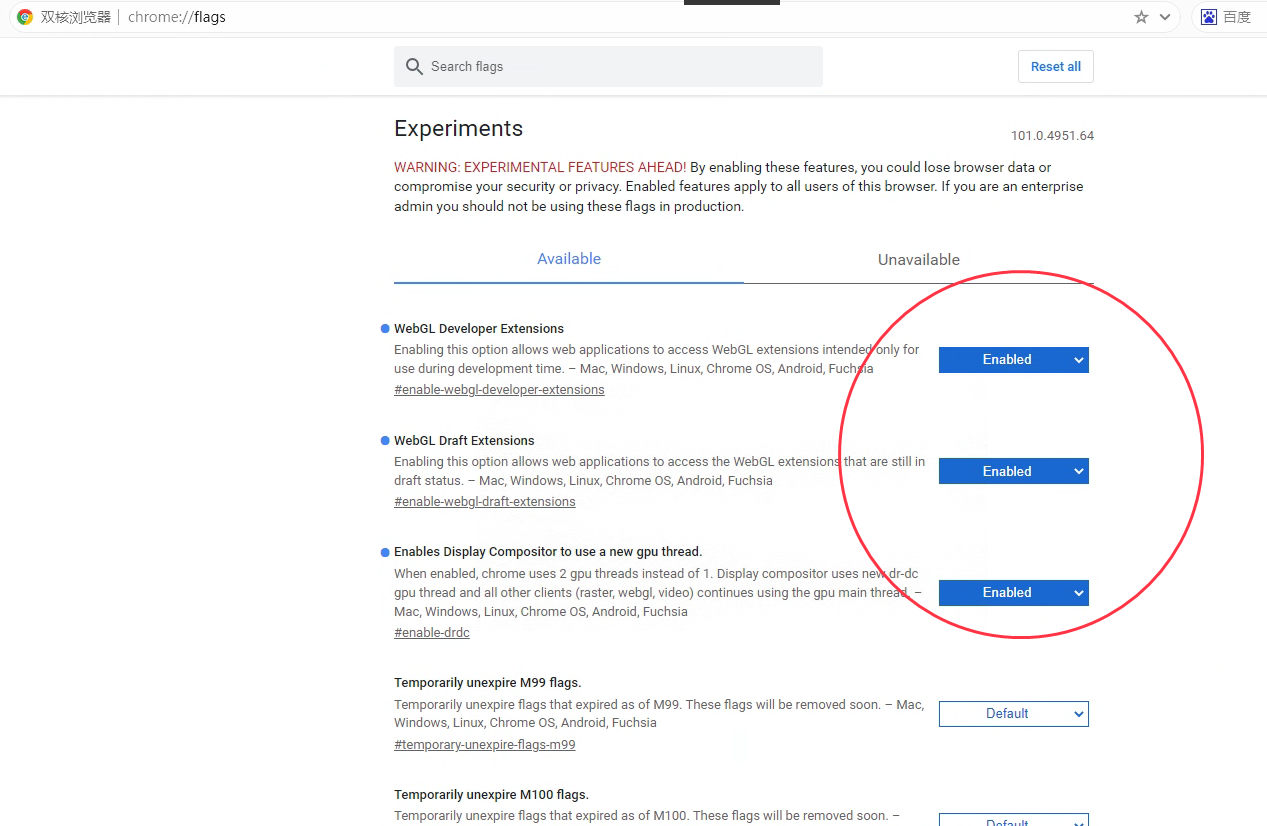 双核浏览器 chrome://flags 百度
Search flags Reset all
Experiments 101.0.4951.64
WARNING: EXPERIMENTAL FEATURES AHEAD! By enabling these features, you could lose browser data or
compromise your security or privacy. Enabled features apply to all users of this browser. If you are an enterprise
admin you should not be using these flags in production.
Available Unavailable
WebGL Developer Extensions
Enabling this option allows web applications to access WebGL extensions intended only for
use during development time. – Mac, Windows, Linux, Chrome OS, Android, Fuchsia
#enable-webgl-developer-extensions
Enabled
WebGL Draft Extensions
Enabling this option allows web applications to access the WebGL extensions that are still in
draft status. – Mac, Windows, Linux, Chrome OS, Android, Fuchsia
#enable-webgl-draft-extensions
Enabled
Enables Display Compositor to use a new gpu thread.
When enabled, chrome uses 2 gpu threads instead of 1. Display compositor uses new dr-dc
gpu thread and all other clients (raster, webgl, video) continues using the gpu main thread. –
Mac, Windows, Linux, Chrome OS, Android, Fuchsia
#enable-drdc
Enabled
Temporarily unexpire M99 flags.
Temporarily unexpire flags that expired as of M99. These flags will be removed soon. – Mac,
Windows, Linux, Chrome OS, Android, Fuchsia
#temporary-unexpire-flags-m99
Default
Temporarily unexpire M100 flags.
Temporarily unexpire flags that expired as of M100. These flags will be removed soon. –
Default